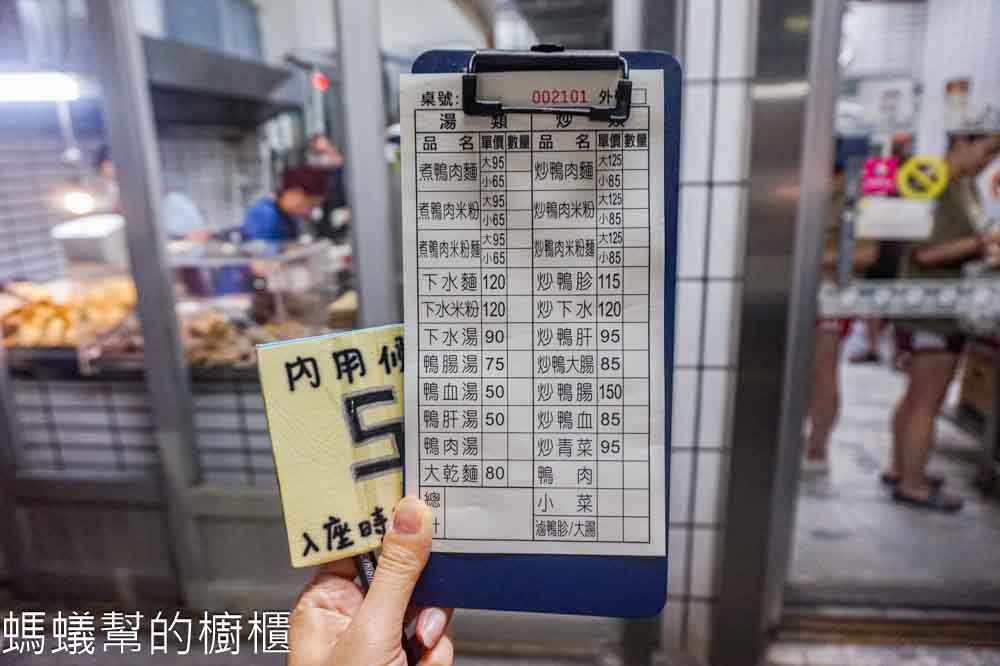 桌號: 002101 外
湯類 炒類
品名 單價 數量 品名 單價 數量
煮鴨肉麵 大95 小65 炒鴨肉麵 大125 小85
煮鴨肉米粉 大95 小65 炒鴨肉米粉 大125 小85
煮鴨肉米粉麵 大95 小65 炒鴨肉米粉麵 大125 小85
下水麵 120 炒鴨胗 115
下水米粉 120 炒下水 120
下水湯 90 炒鴨肝 95
鴨腸湯 75 炒鴨大腸 85
鴨血湯 50 炒鴨腸 150
鴨肝湯 50 炒鴨血 85
鴨肉湯 炒青菜 95
大乾麵 80 鴨肉
總計 小菜
滷鴨胗/大腸
內用候
5
入座時
螞蟻幫的櫥櫃